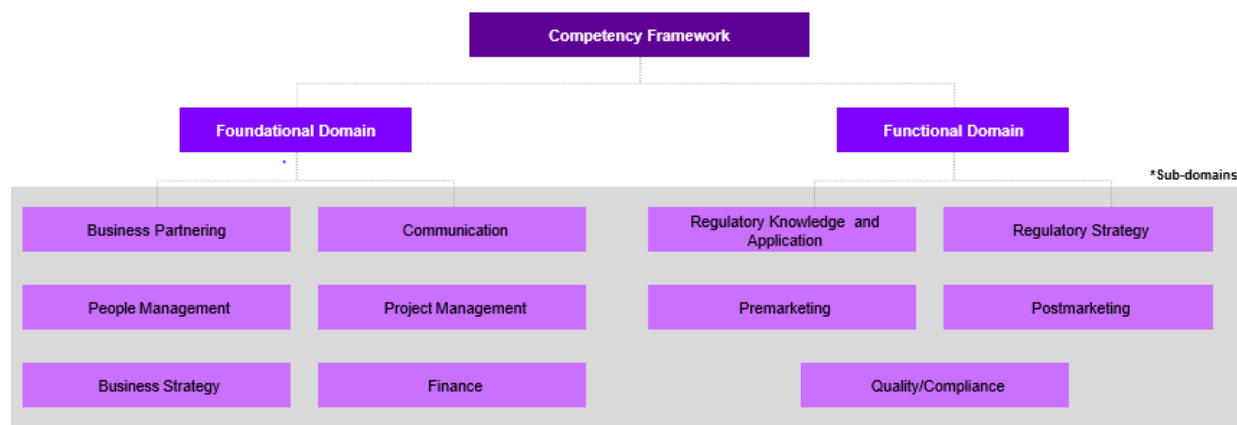 Competency Framework
Foundational Domain
Functional Domain
*
*Sub-domains
Business Partnering
Communication
Regulatory Knowledge and
Application
Regulatory Strategy
People Management
Project Management
Premarketing
Postmarketing
Business Strategy
Finance
Quality/Compliance